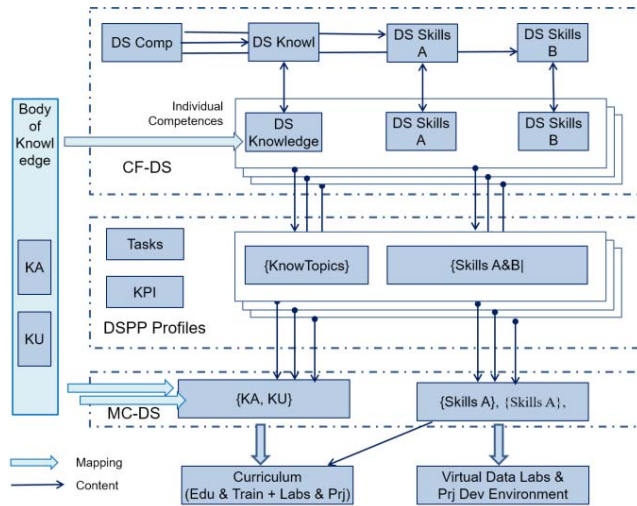 DS Comp
DS Knowl
DS Skills
A
DS Skills
B
Individual
Competences
DS
Knowledge
DS Skills
A
DS Skills
B
CF-DS
Body
of
Knowl
edge
KA
KU
Tasks
KPI
{KnowTopics}
{Skills A&B|
DSPP Profiles
{KA, KU}
{Skills A}, {Skills A},
MC-DS
Mapping
Content
Curriculum
(Edu & Train + Labs & Prj)
Virtual Data Labs &
Prj Dev Environment